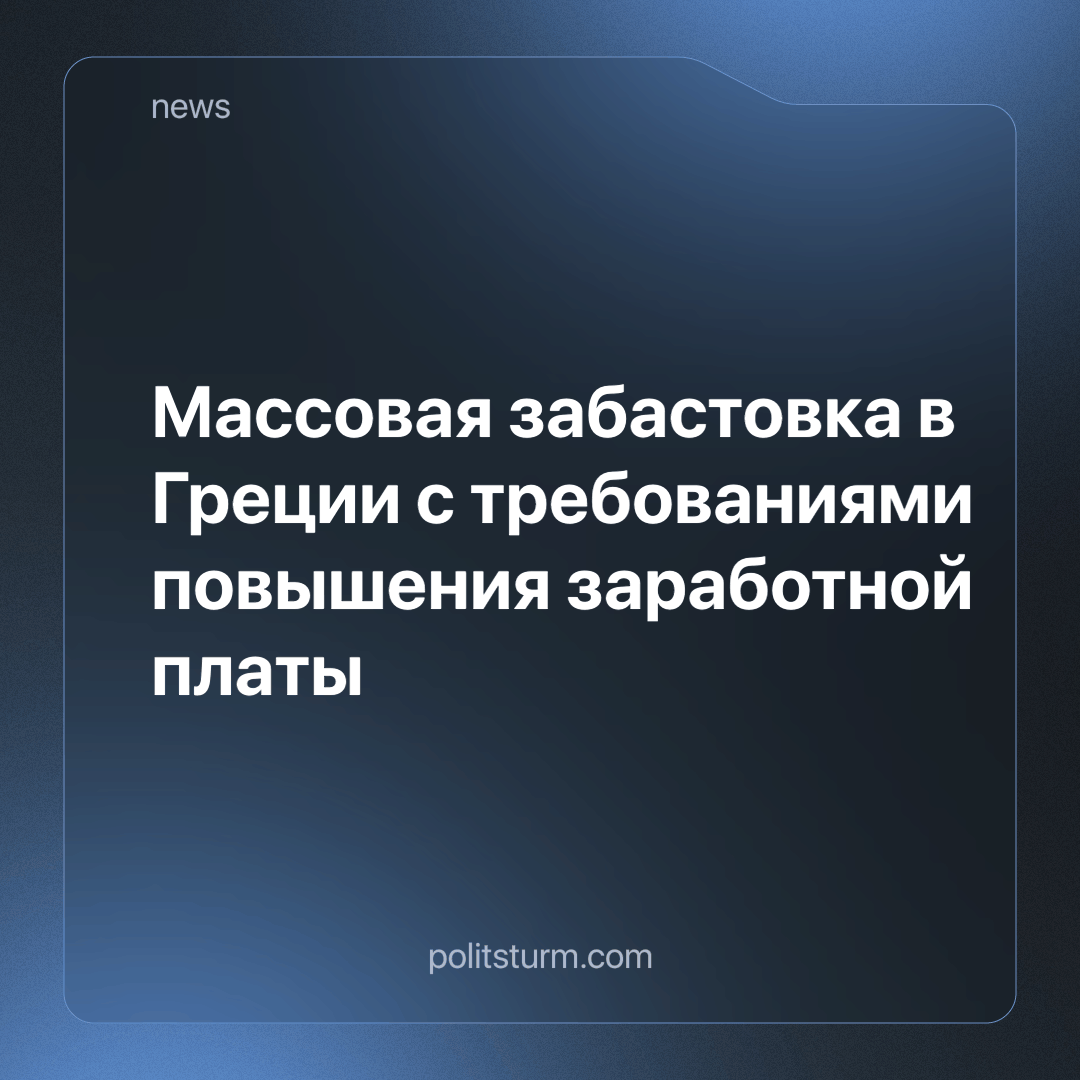 news
Массовая забастовка в
Греции с требованиями
повышения заработной
платы
politsturm.com